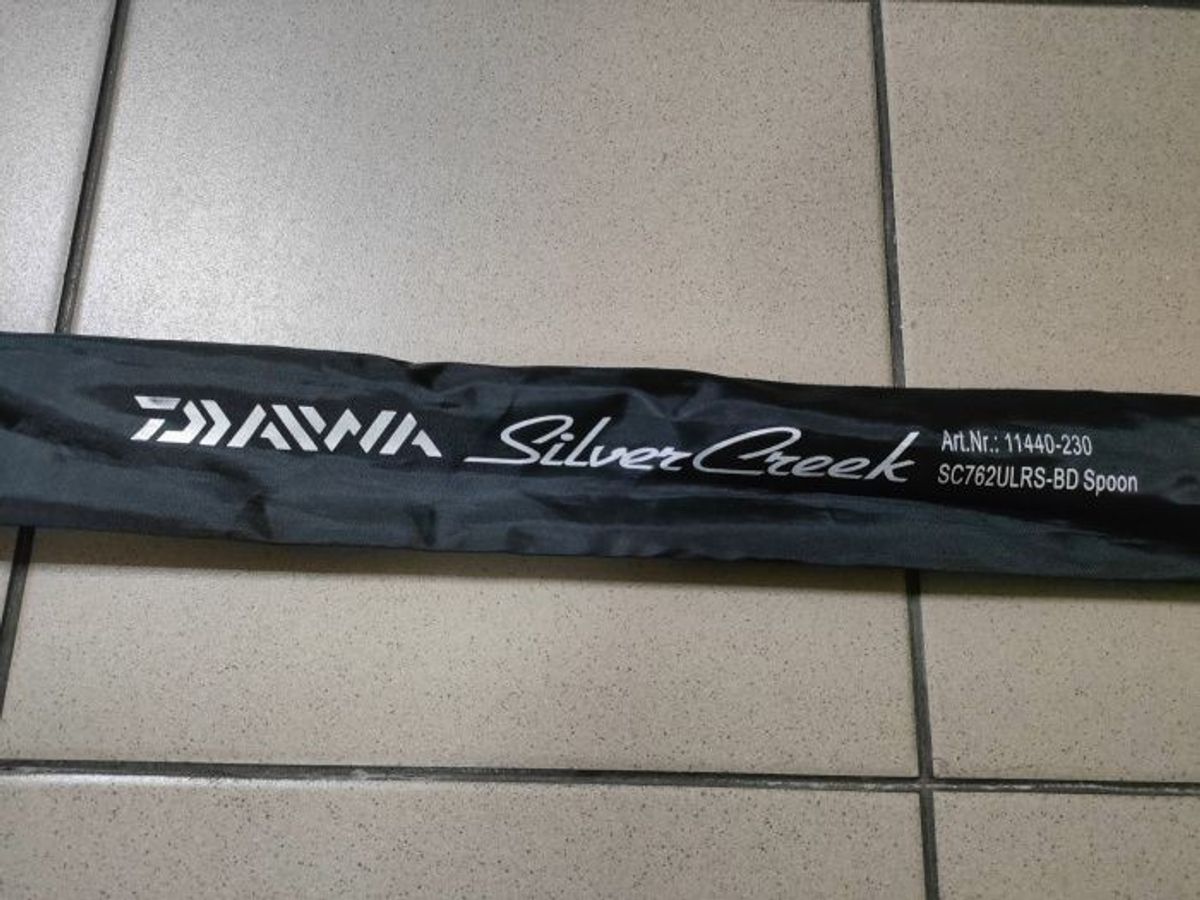 DAIWA Silver Creek
Art.Nr.: 11440-230
SC762ULRS-BD Spoon